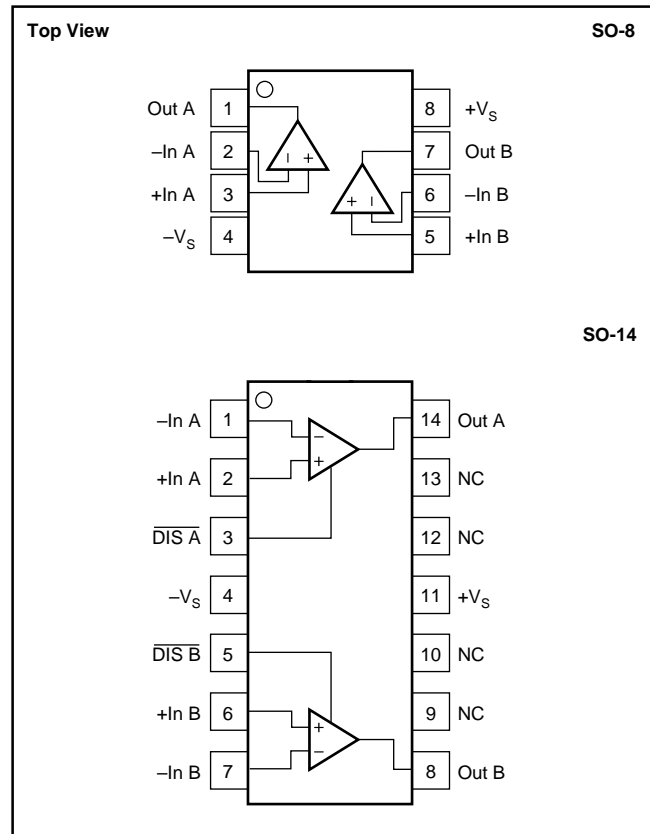 Top View SO-8
Out A 1 8 +VS
–In A 2 7 Out B
– + 
+In A 3 6 –In B
+ –
–VS 4 5 +In B
SO-14
–In A 1 14 Out A
–
+
+In A 2 13 NC
DIS A 3 12 NC
–VS 4 11 +VS
DIS B 5 10 NC
+In B 6 9 NC
+
–
–In B 7 8 Out B